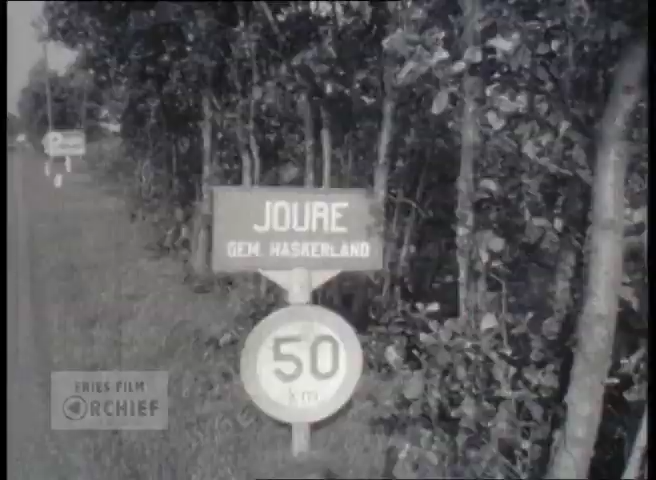 JOURE
GEM. HASKERLAND
50
km
FRIES FILM
ARCHIEF